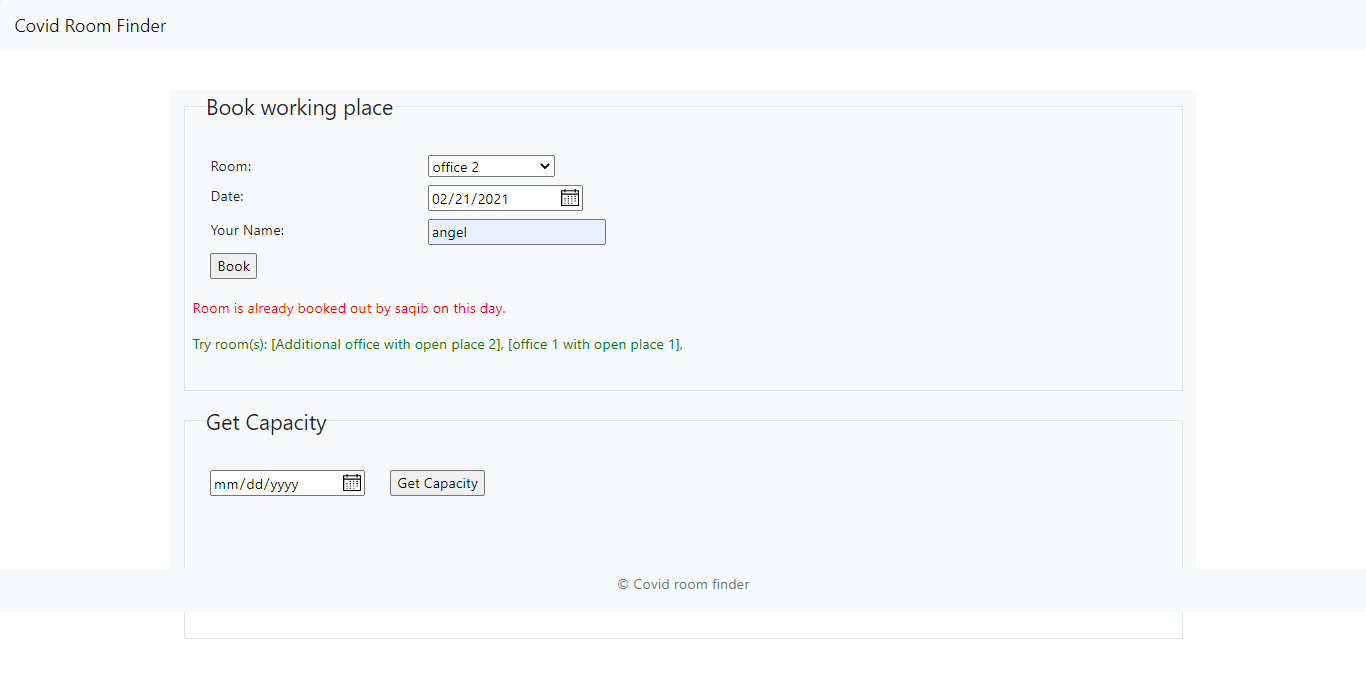 Covid Room Finder
Book working place
Room: office 2
Date: 02/21/2021
Your Name: angel
Book
Room is already booked out by saqib on this day.
Try room(s): [Additional office with open place 2], [office 1 with open place 1],
Get Capacity
mm/dd/yyyy Get Capacity
© Covid room finder